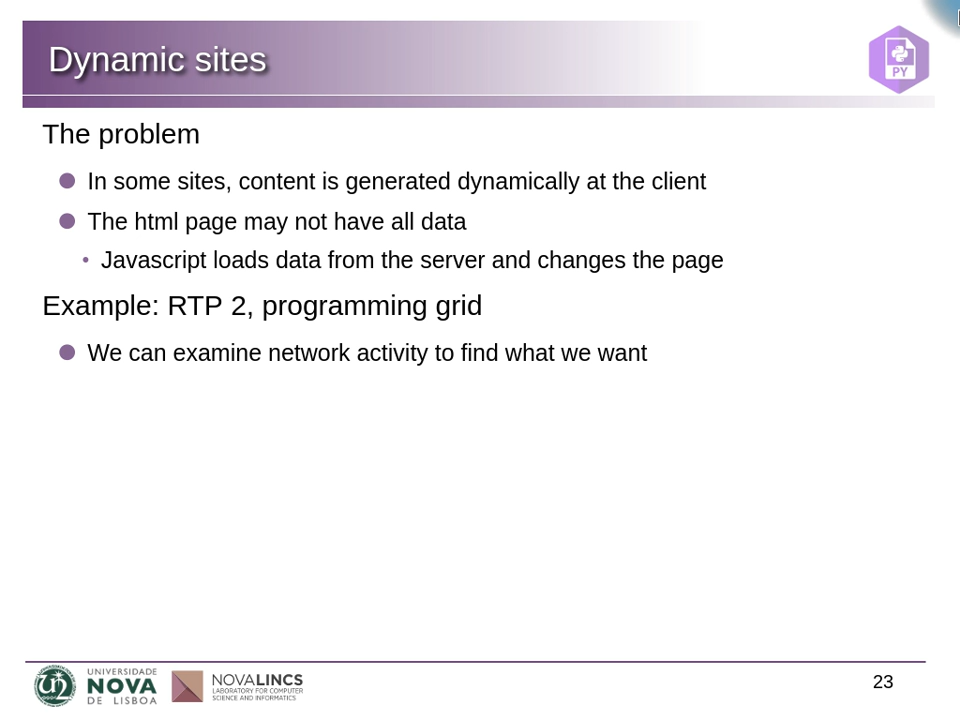 Dynamic sites
PY
The problem
In some sites, content is generated dynamically at the client
The html page may not have all data
Javascript loads data from the server and changes the page
Example: RTP 2, programming grid
We can examine network activity to find what we want
UNIVERSIDADE
NOVA
DE LISBOA
NOVALINCS
LABORATORY FOR COMPUTER
SCIENCE AND INFORMATICS
23